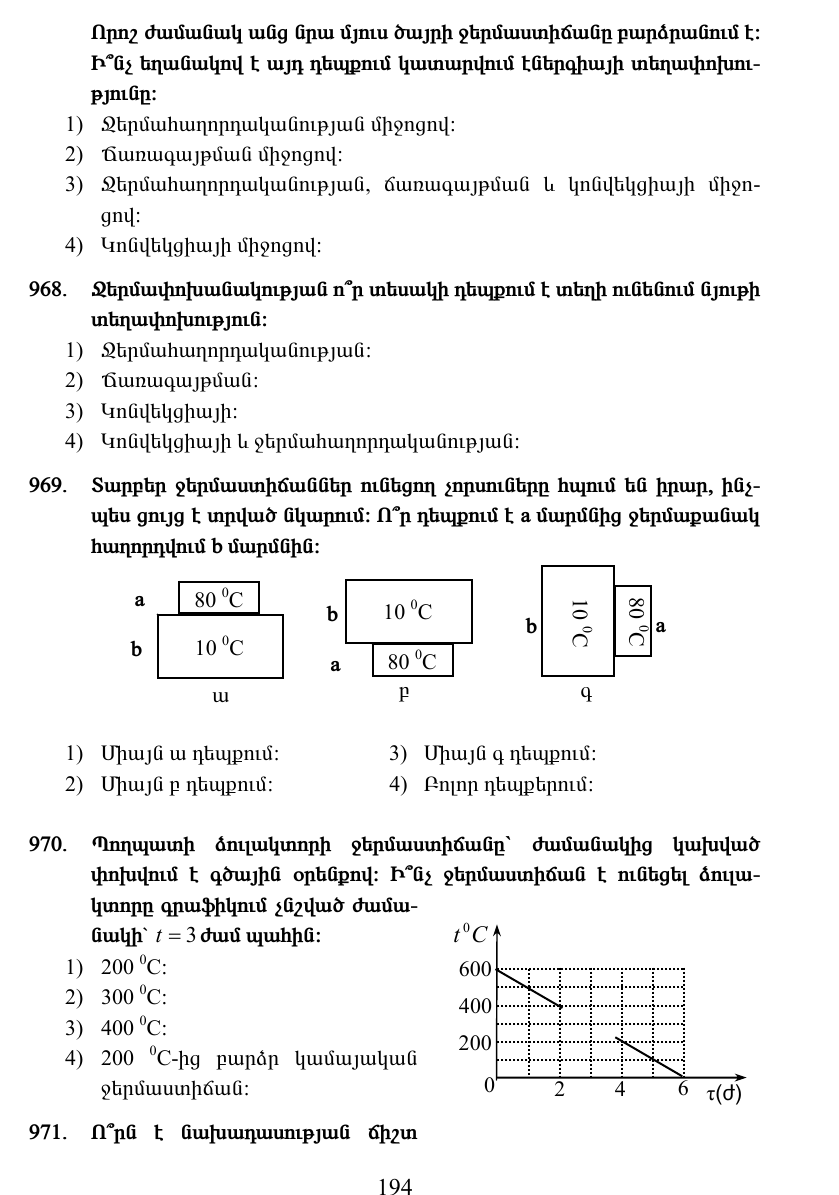 Որոշ ժամանակ անց նրա մյուս ծայրի ջերմաստիճանը բարձրանում է:
Ի՞նչ եղանակով է այդ դեպքում կատարվում էներգիայի տեղափոխու-
թյունը:
1) Ջերմահաղորդականության միջոցով:
2) Ճառագայթման միջոցով:
3) Ջերմահաղորդականության, ճառագայթման և կոնվեկցիայի միջո-
ցով:
4) Կոնվեկցիայի միջոցով:
968. Ջերմափոխանակության ո՞ր տեսակի դեպքում է տեղի ունենում նյութի
տեղափոխություն:
1) Ջերմահաղորդականության:
2) Ճառագայթման:
3) Կոնվեկցիայի:
4) Կոնվեկցիայի և ջերմահաղորդականության:
969. Տարբեր ջերմաստիճաններ ունեցող չորսուները հպում են իրար, ինչ-
պես ցույց է տրված նկարում: Ո՞ր դեպքում է a մարմնից ջերմաքանակ
հաղորդվում b մարմնին:
a 80 ⁰C
b 10 ⁰C
ա
b 10 ⁰C
a 80 ⁰C
բ
b 10 ⁰C 80 ⁰C a
գ
1) Միայն ա դեպքում: 3) Միայն գ դեպքում:
2) Միայն բ դեպքում: 4) Բոլոր դեպքերում:
970. Պողպատի ձուլակտորի ջերմաստիճանը՝ ժամանակից կախված
փոխվում է գծային օրենքով: Ի՞նչ ջերմաստիճան է ունեցել ձուլա-
կտորը գրաֆիկում չնշված ժամա-
նակի՝ t = 3 ժամ պահին:
1) 200 ⁰C:
2) 300 ⁰C:
3) 400 ⁰C:
4) 200 ⁰C-ից բարձր կամայական
ջերմաստիճան:
t⁰C
600
400
200
0 2 4 6 τ(ժ)
971. Ո՞րն է նախադասության ճիշտ
194